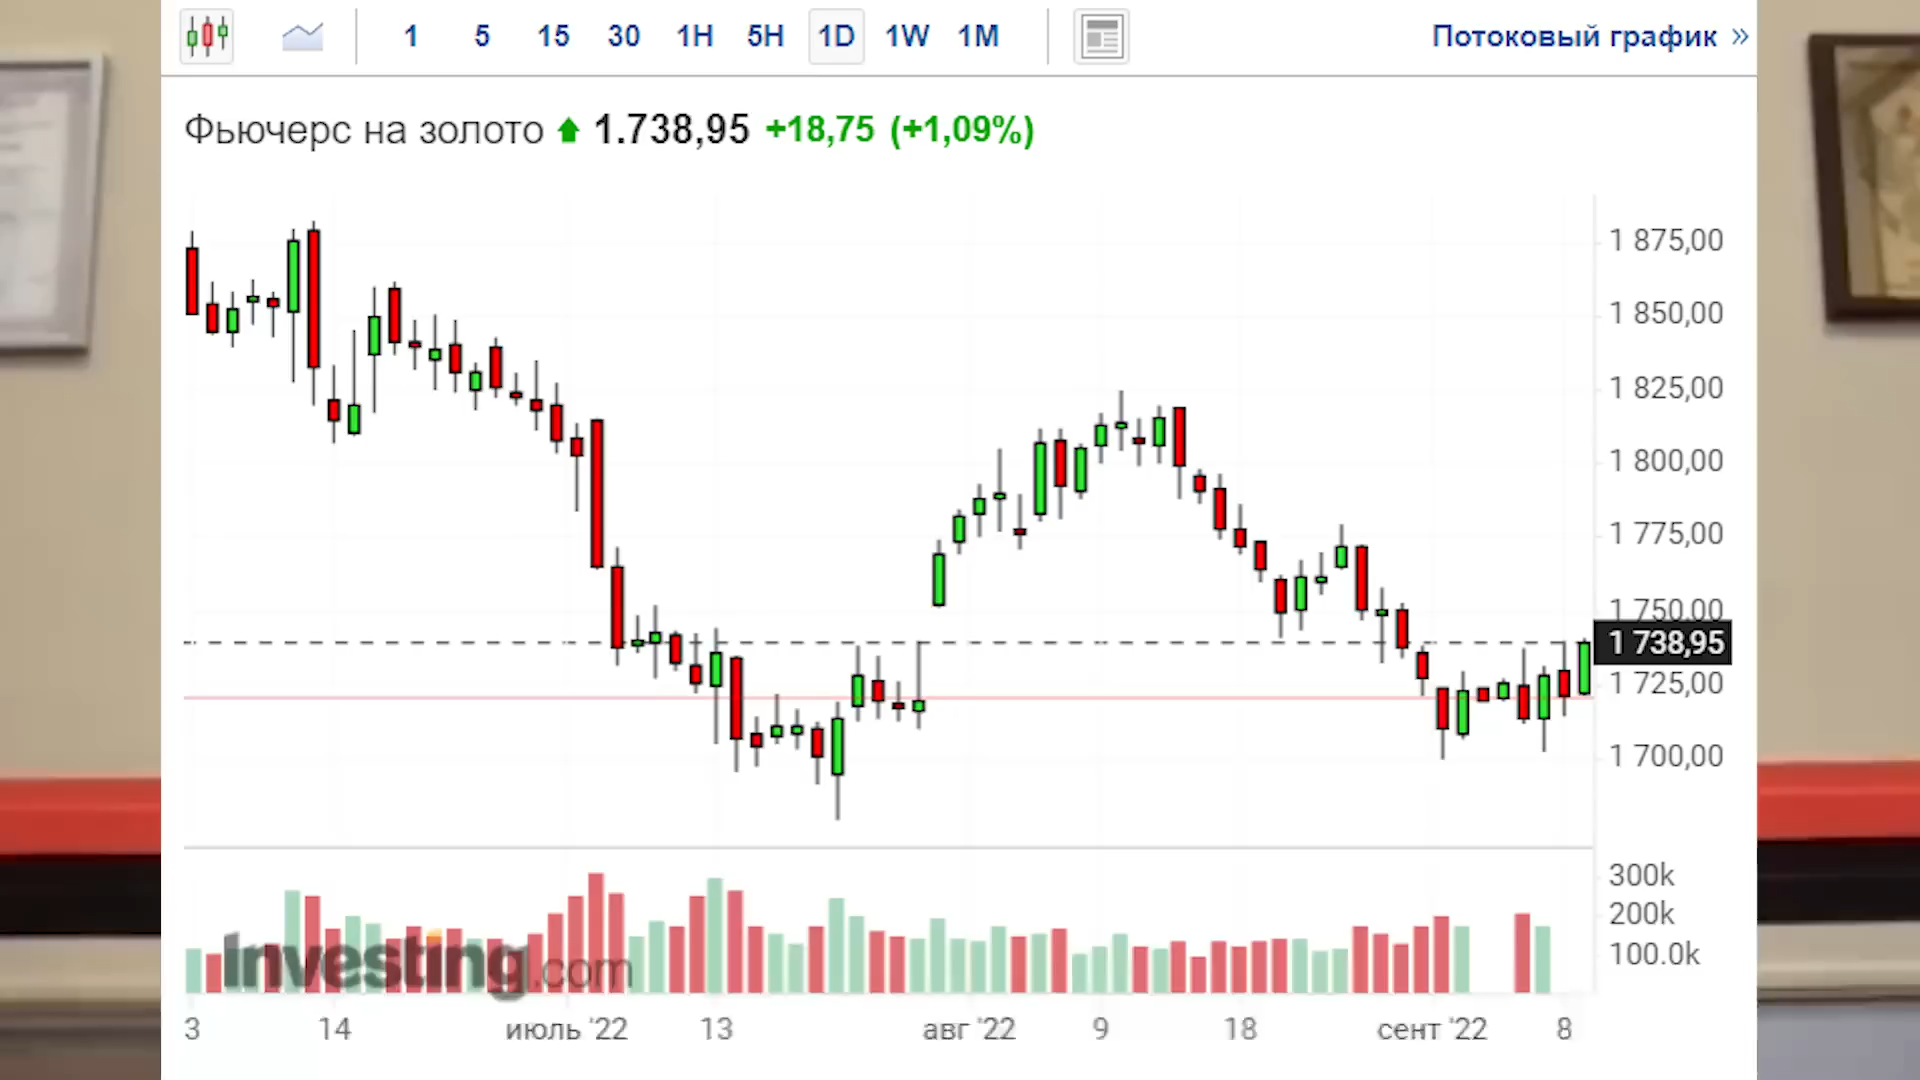 1 5 15 30 1H 5H 1D 1W 1M Потоковый график »
Фьючерс на золото 1.738,95 +18,75 (+1,09%)
1 875,00
1 850,00
1 825,00
1 800,00
1 775,00
1 750,00
1 738,95
1 725,00
1 700,00
300k
200k
100.0k
investing.com
3 14 июль '22 13 авг '22 9 18 сент '22 8